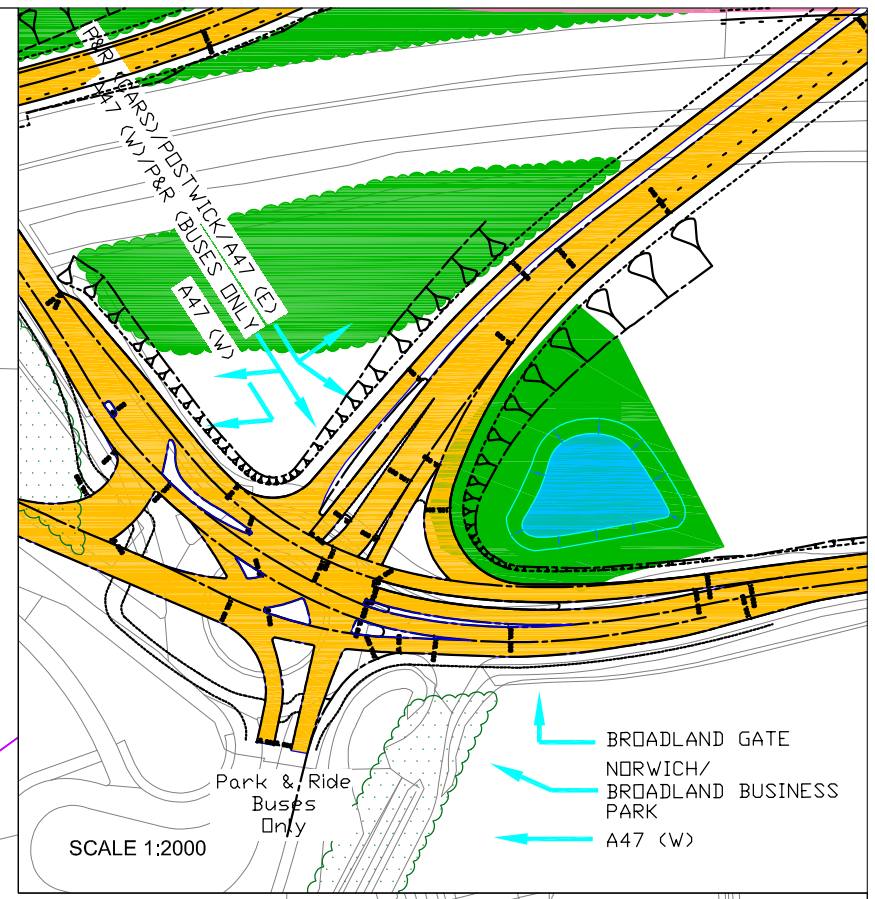 P&R (CARS)/POSTWICK/A47 (E)
A47 (W)/P&R (BUSES ONLY
A47 (W)
BROADLAND GATE
NORWICH/
BROADLAND BUSINESS
PARK
A47 (W)
Park & Ride
Buses
Only
SCALE 1:2000